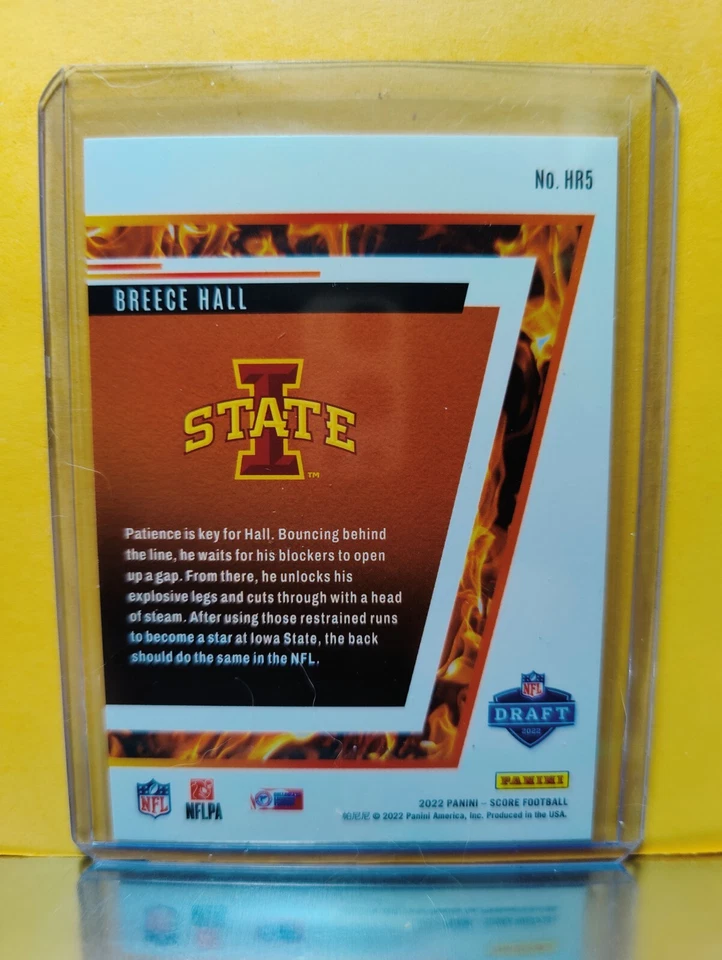 No. HR5
BREECE HALL
I
STATE
TM
Patience is key for Hall. Bouncing behind
the line, he waits for his blockers to open
up a gap. From there, he unlocks his
explosive legs and cuts through with a head
of steam. After using those restrained runs
to become a star at Iowa State, the back
should do the same in the NFL.
NFL
DRAFT
2022
PANINI
NFL
NFLPA
2022 PANINI – SCORE FOOTBALL
© 2022 Panini America, Inc. Produced in the USA.